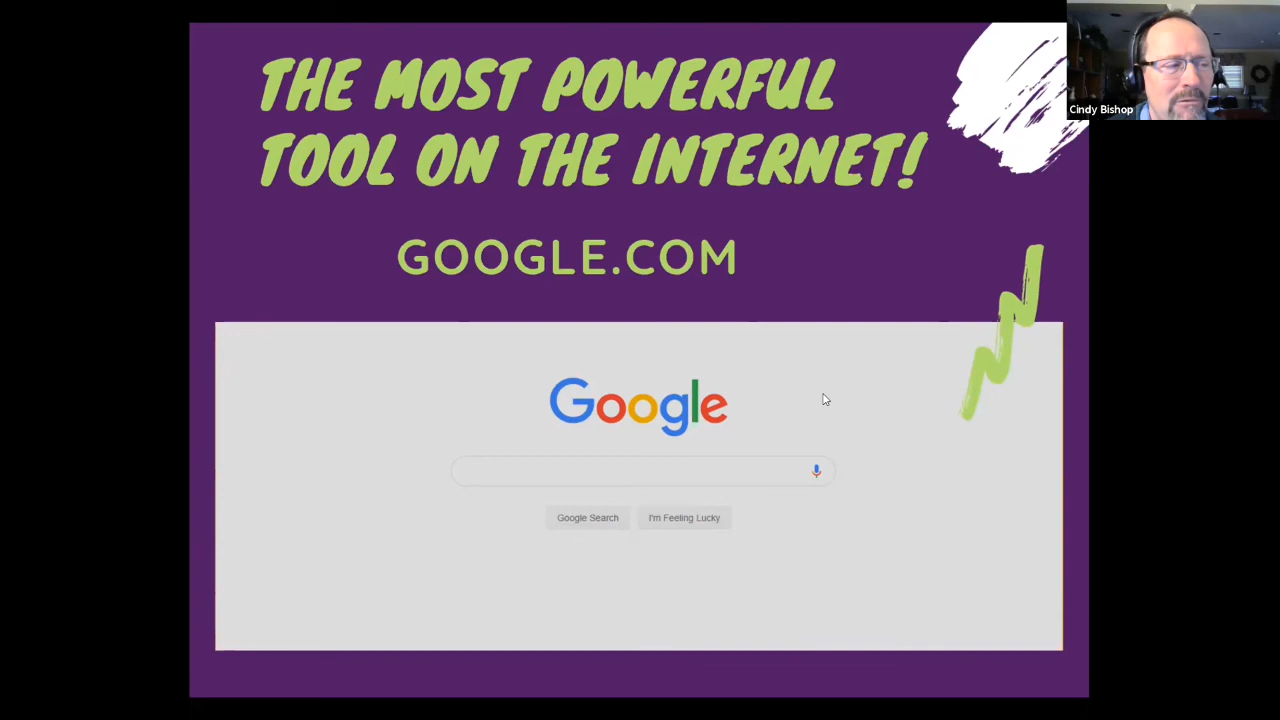 THE MOST POWERFUL
TOOL ON THE INTERNET!
Cindy Bishop
GOOGLE.COM
Google
Google Search
I'm Feeling Lucky